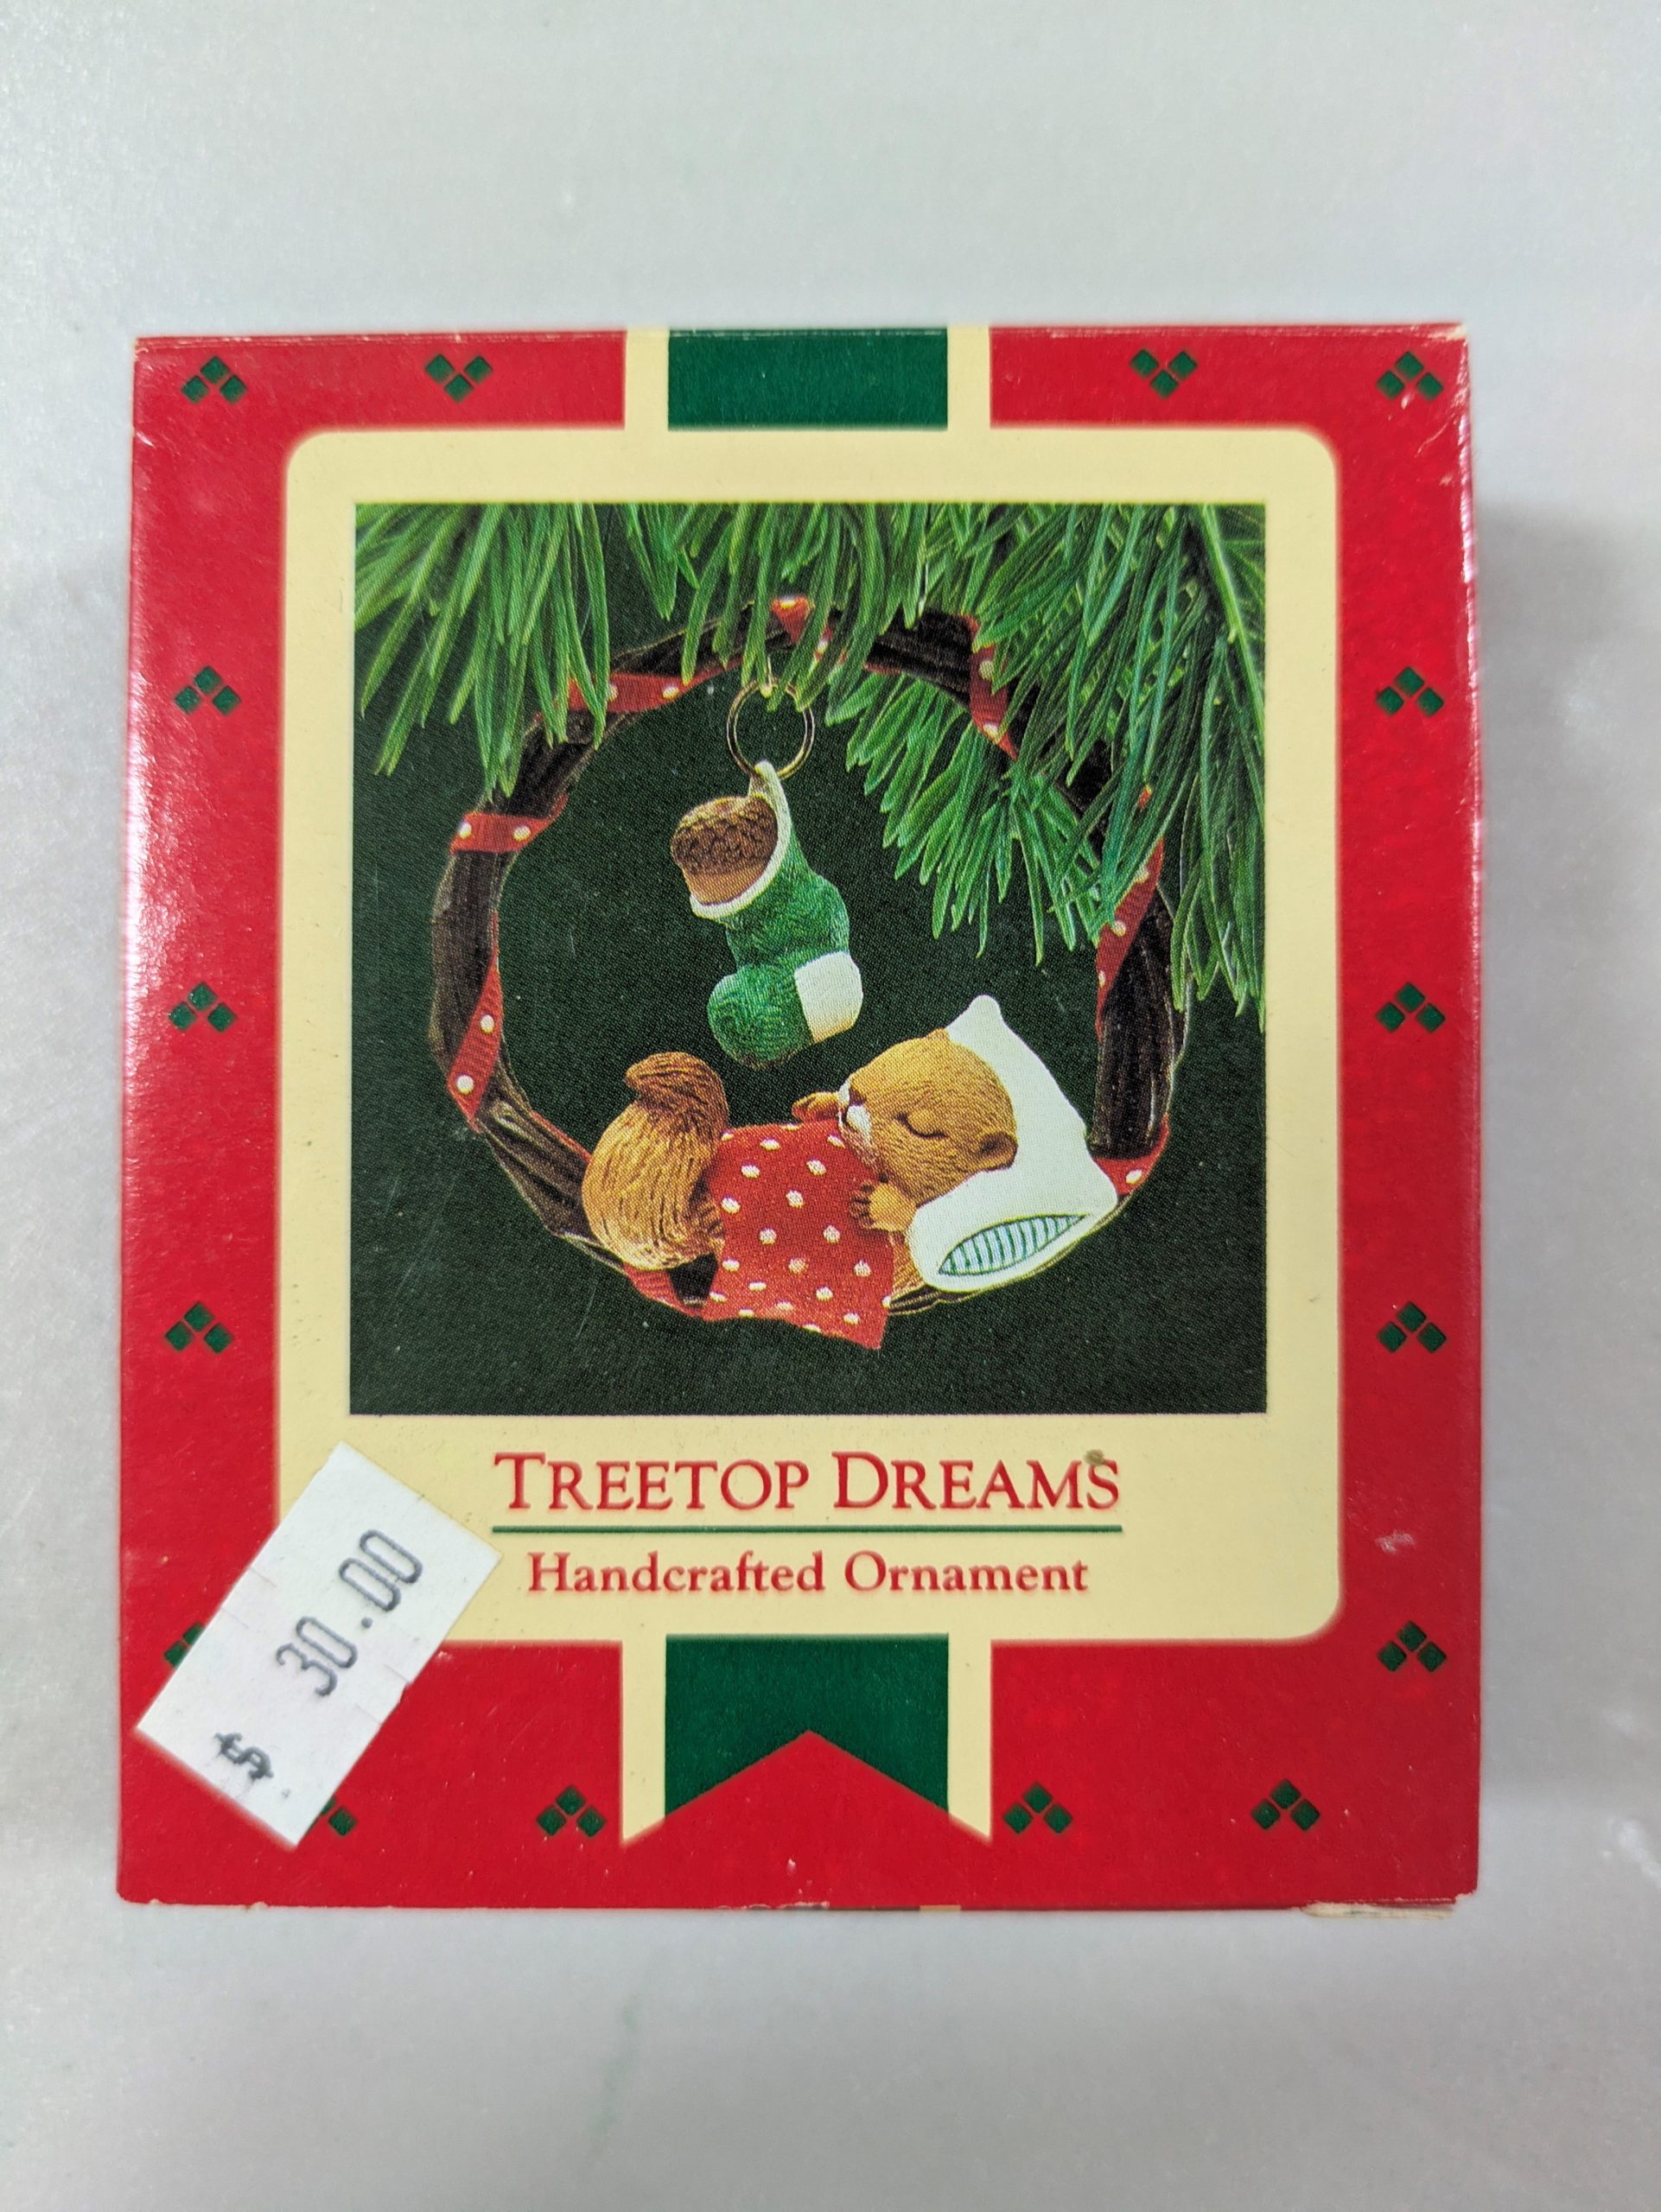 TREETOP DREAMS
Handcrafted Ornament
$ 30.00